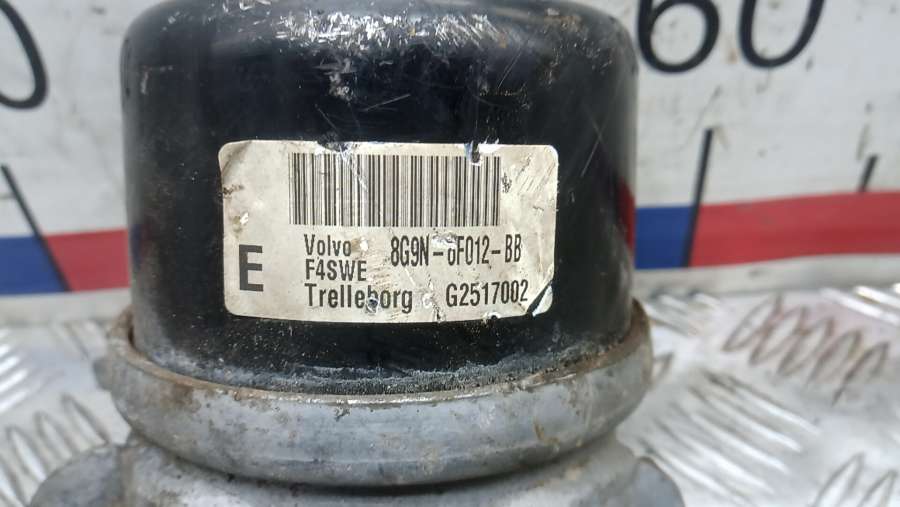 60
E
Volvo 8G9N-6F012-BB
F4SWE
Trelleborg G2517002